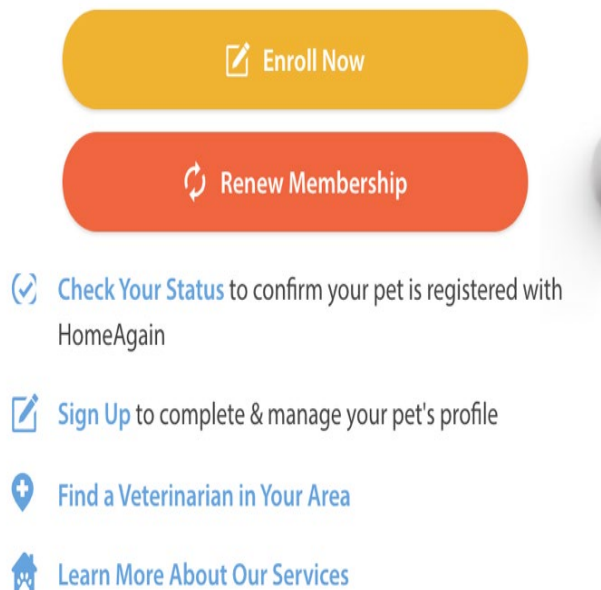 Enroll Now
Renew Membership
Check Your Status to confirm your pet is registered with
HomeAgain
Sign Up to complete & manage your pet's profile
Find a Veterinarian in Your Area
Learn More About Our Services